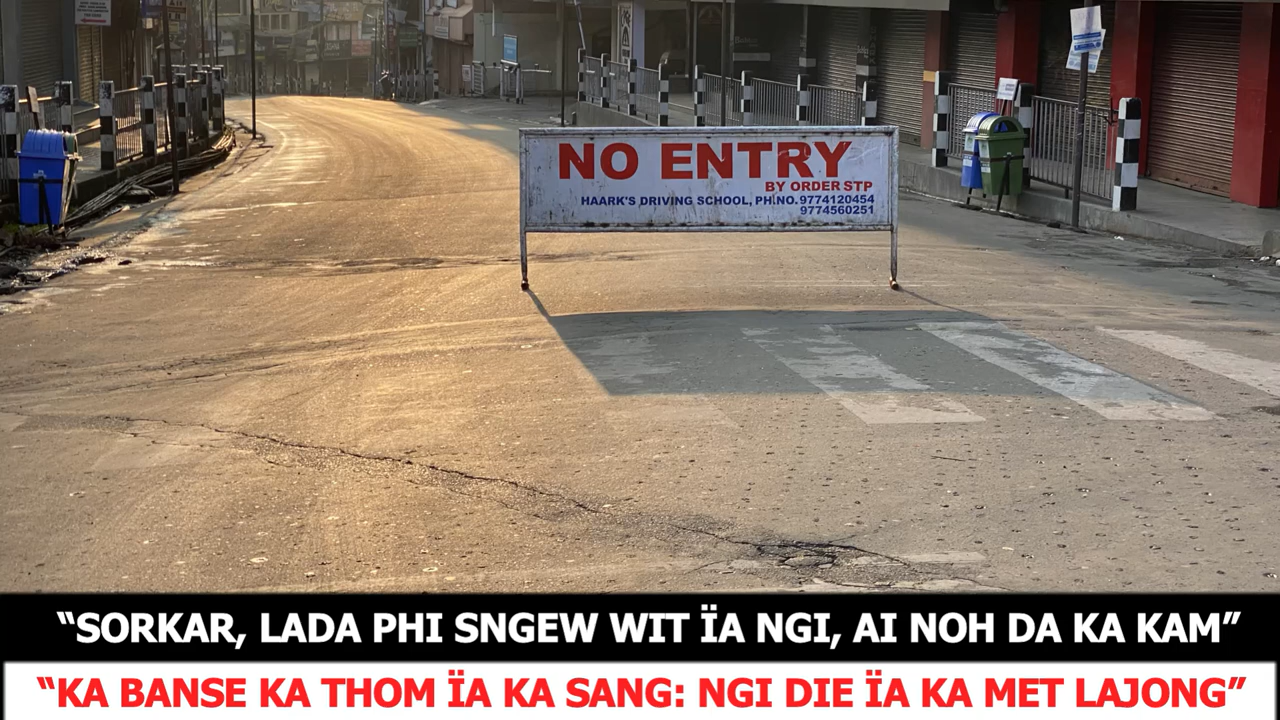 NO ENTRY
BY ORDER STP
HAARK'S DRIVING SCHOOL, PH.NO.9774120454
9774560251
“SORKAR, LADA PHI SNGEW WIT ÏA NGI, AI NOH DA KA KAM”
“KA BANSE KA THOM ÏA KA SANG: NGI DIE ÏA KA MET LAJONG”